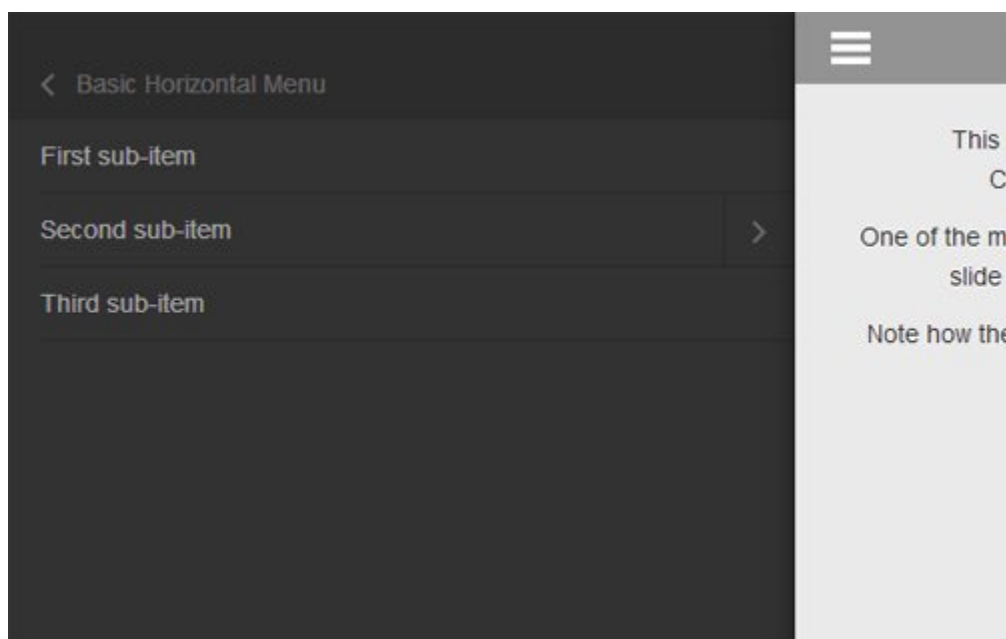 Basic Horizontal Menu
First sub-item
Second sub-item
Third sub-item
This
C
One of the m
slide
Note how the